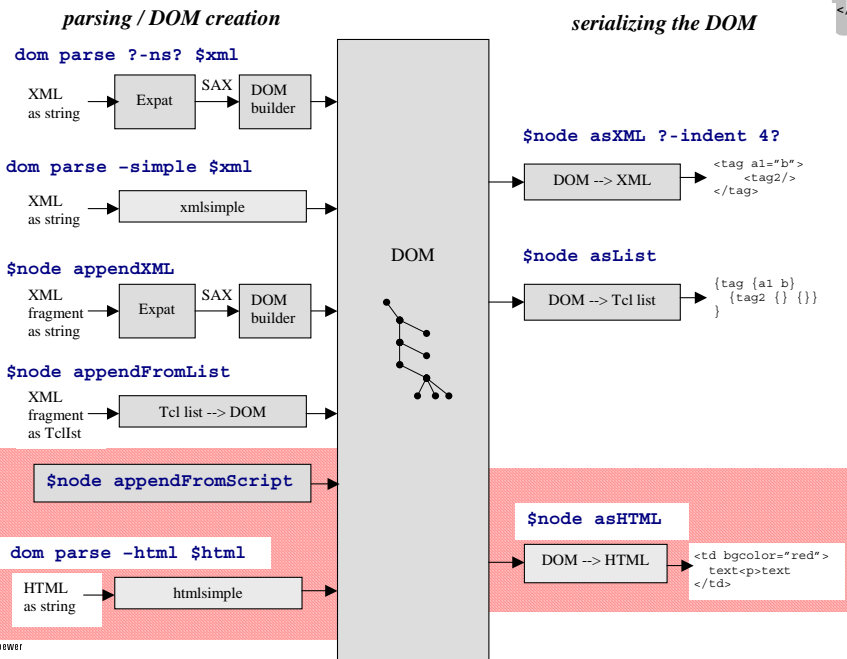 parsing / DOM creation
dom parse ?-ns? $xml
XML
as string
Expat
SAX
DOM
builder
dom parse –simple $xml
XML
as string
xmlsimple
$node appendXML
XML
fragment
as string
Expat
SAX
DOM
builder
$node appendFromList
XML
fragment
as TclIst
Tcl list --> DOM
$node appendFromScript
dom parse –html $html
HTML
as string
htmlsimple
DOM
serializing the DOM
$node asXML ?-indent 4?
DOM --> XML
<tag a1="b">
<tag2/>
</tag>
$node asList
DOM --> Tcl list
{tag {a1 b}
{tag2 {} {}}
}
$node asHTML
DOM --> HTML
<td bgcolor="red">
text<p>text
</td>